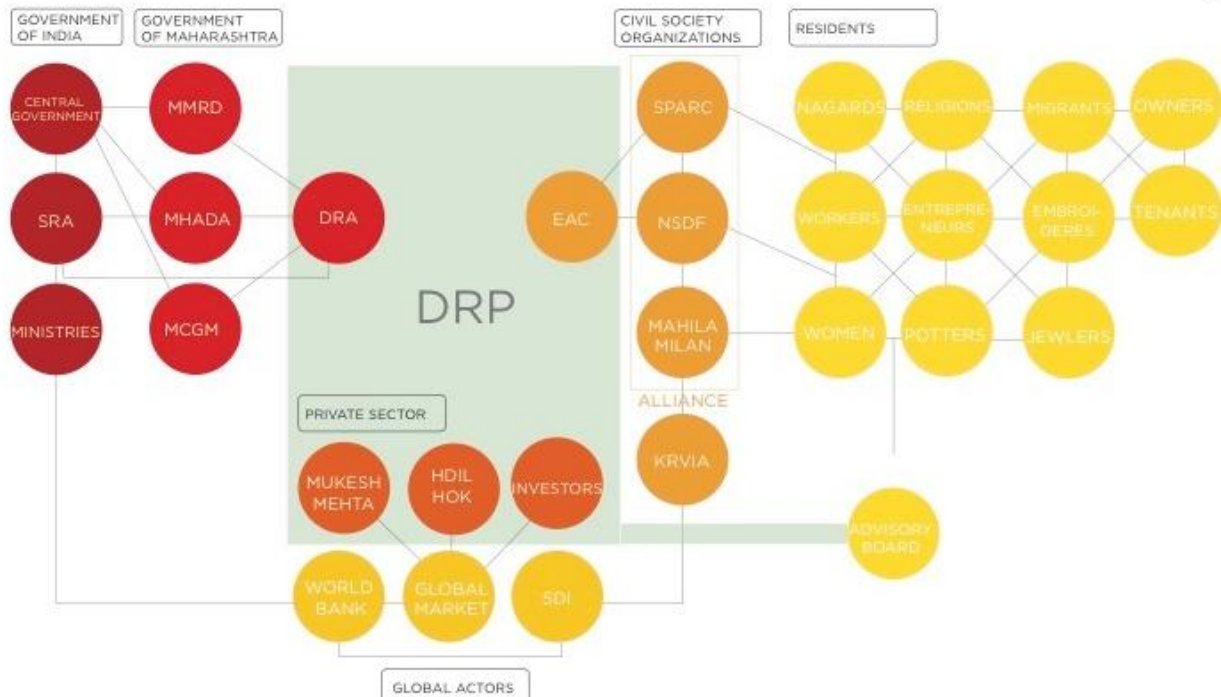 GOVERNMENT
OF INDIA
GOVERNMENT
OF MAHARASHTRA
CIVIL SOCIETY
ORGANIZATIONS
RESIDENTS
CENTRAL
GOVERNMENT
MMRD
SPARC
NAGARDS
RELIGIONS
MIGRANTS
OWNERS
SRA
MHADA
DRA
EAC
NSDF
WORKERS
ENTREPRE-
NEURS
EMBROI-
DERES
TENANTS
MINISTRIES
MCGM
DRP
MAHILA
MILAN
WOMEN
POTTERS
JEWLERS
ALLIANCE
PRIVATE SECTOR
MUKESH
MEHTA
HDIL
HOK
INVESTORS
KRVIA
ADVISORY
BOARD
WORLD
BANK
GLOBAL
MARKET
SDI
GLOBAL ACTORS